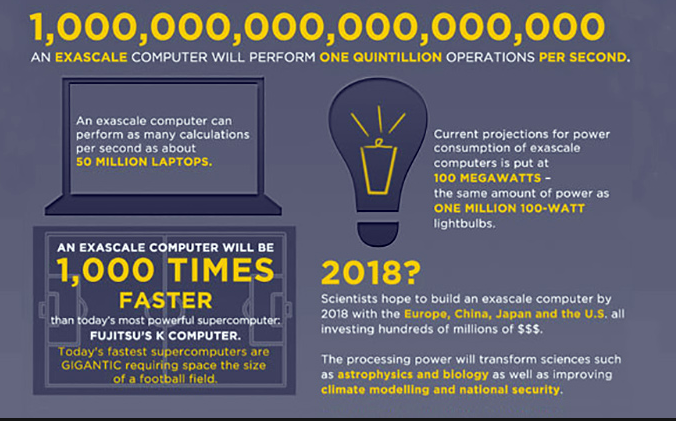 1,000,000,000,000,000,000
AN EXASCALE COMPUTER WILL PERFORM ONE QUINTILLION OPERATIONS PER SECOND.
An exascale computer can
perform as many calculations
per second as about
50 MILLION LAPTOPS.
Current projections for power
consumption of exascale
computers is put at
100 MEGAWATTS –
the same amount of power as
ONE MILLION 100-WATT
lightbulbs.
AN EXASCALE COMPUTER WILL BE
1,000 TIMES
FASTER
than today's most powerful supercomputer:
FUJITSU'S K COMPUTER.
Today's fastest supercomputers are
GIGANTIC requiring space the size
of a football field.
2018?
Scientists hope to build an exascale computer by
2018 with the Europe, China, Japan and the U.S. all
investing hundreds of millions of $$$.
The processing power will transform sciences such
as astrophysics and biology as well as improving
climate modelling and national security.